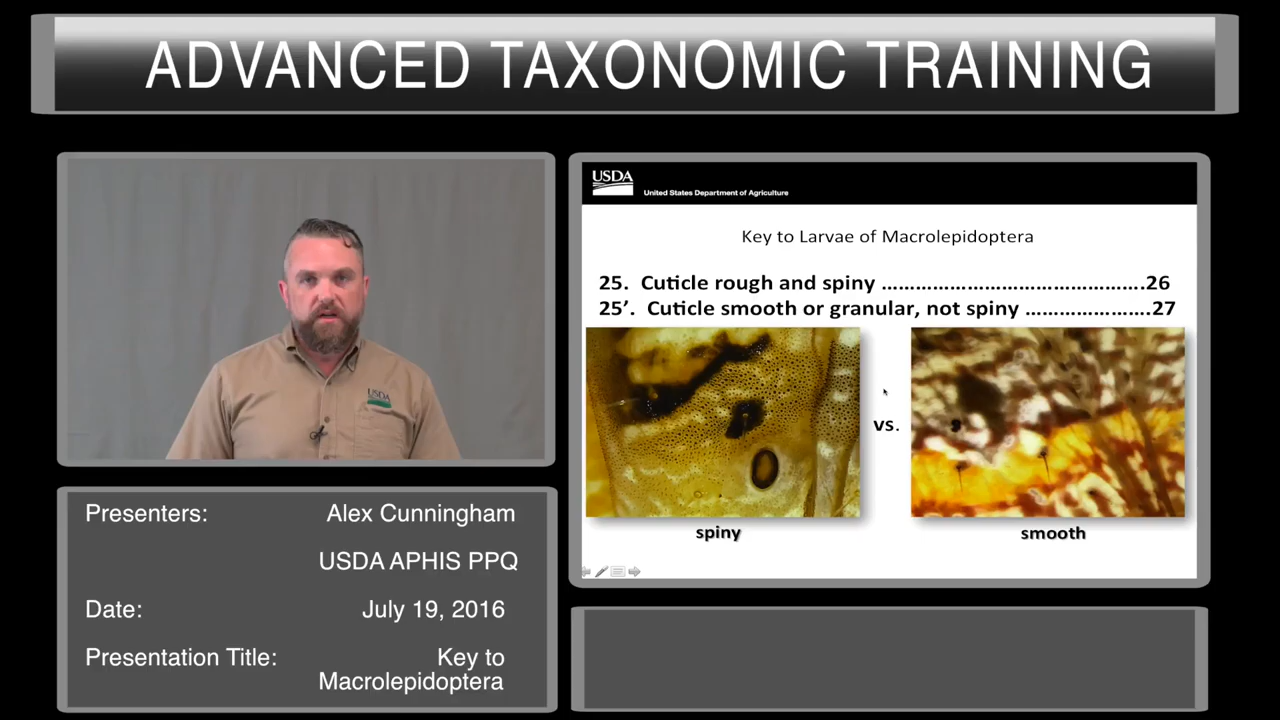 ADVANCED TAXONOMIC TRAINING
USDA
USDA
United States Department of Agriculture
Key to Larvae of Macrolepidoptera
25. Cuticle rough and spiny ………………………………………….26
25’. Cuticle smooth or granular, not spiny ………………….27
vs.
spiny
smooth
Presenters: Alex Cunningham
USDA APHIS PPQ
Date: July 19, 2016
Presentation Title: Key to
Macrolepidoptera